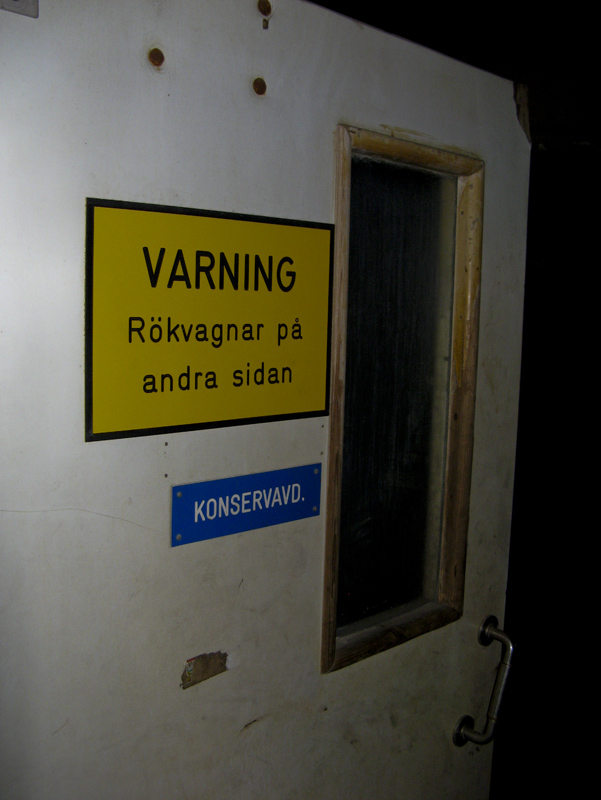 VARNING
Rökvagnar på
andra sidan
KONSERVAVD.